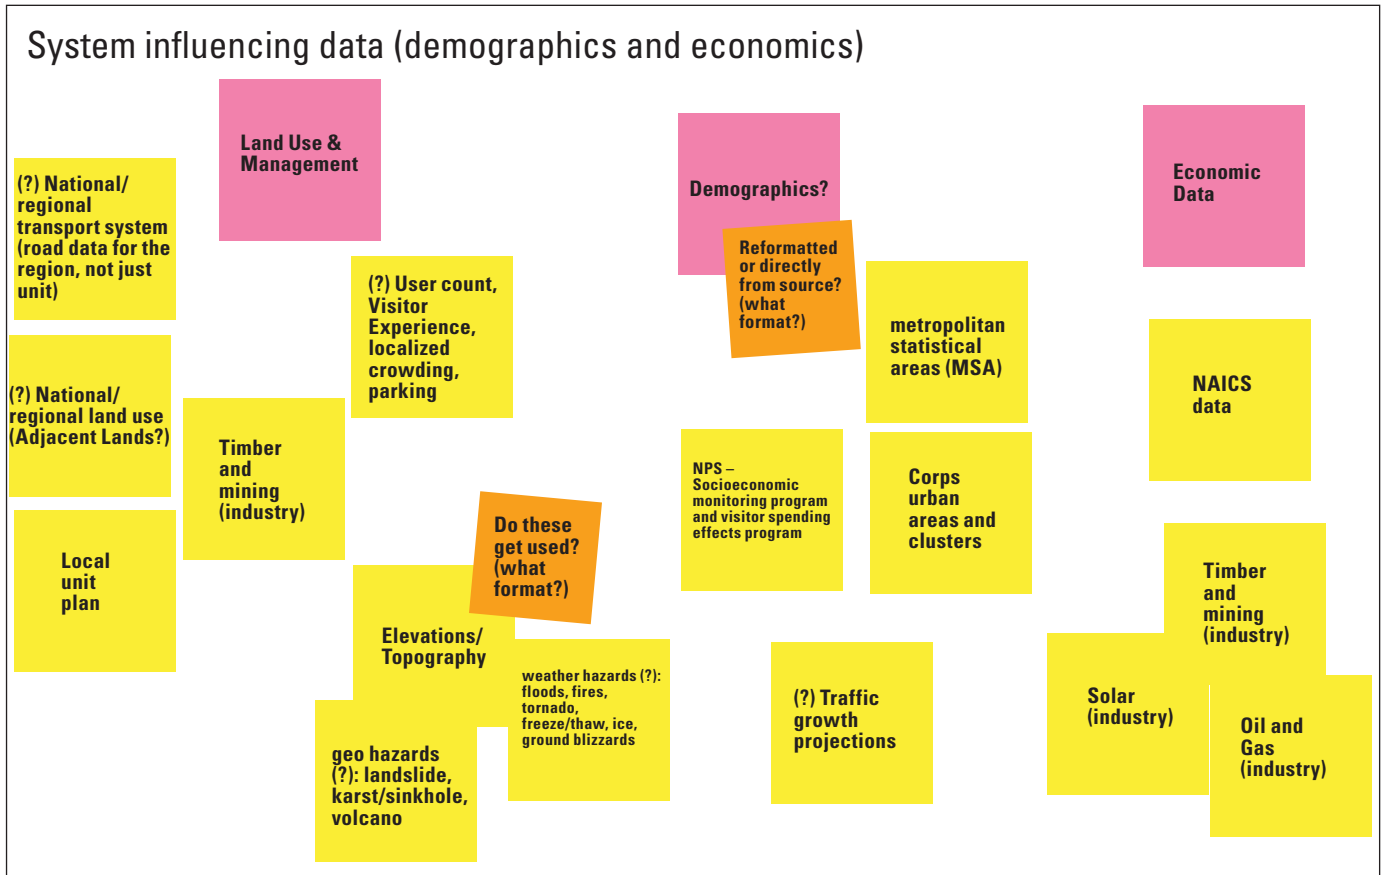 System influencing data (demographics and economics)
Land Use &
Management
(?) National/
regional
transport system
(road data for the
region, not just
unit)
(?) User count,
Visitor
Experience,
localized
crowding,
parking
(?) National/
regional land use
(Adjacent Lands?)
Timber
and
mining
(industry)
Local
unit
plan
Do these
get used?
(what
format?)
Elevations/
Topography
weather hazards (?):
floods, fires,
tornado,
freeze/thaw, ice,
ground blizzards
geo hazards
(?): landslide,
karst/sinkhole,
volcano
Demographics?
Reformatted
or directly
from source?
(what
format?)
metropolitan
statistical
areas (MSA)
NPS –
Socioeconomic
monitoring program
and visitor spending
effects program
Corps
urban
areas and
clusters
(?) Traffic
growth
projections
Economic
Data
NAICS
data
Timber
and
mining
(industry)
Solar
(industry)
Oil and
Gas
(industry)